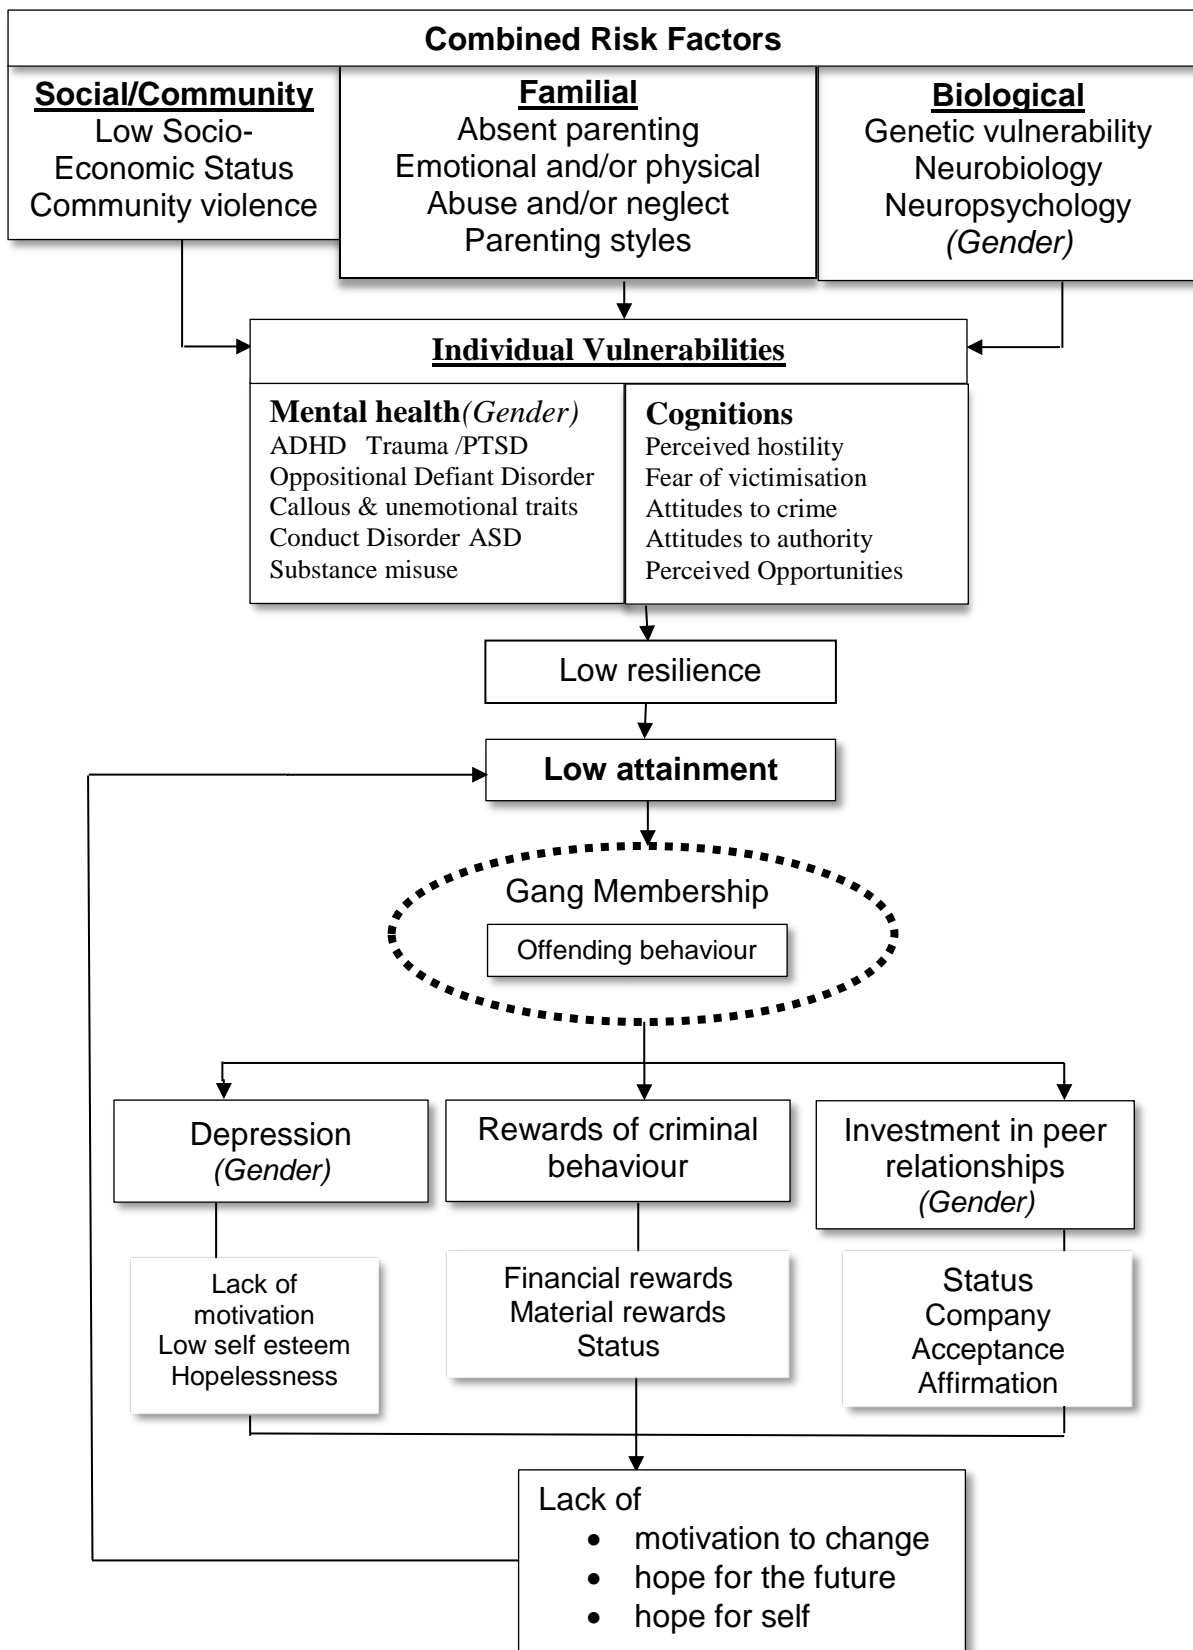 Combined Risk Factors
Social/Community
Low Socio-
Economic Status
Community violence
Familial
Absent parenting
Emotional and/or physical
Abuse and/or neglect
Parenting styles
Biological
Genetic vulnerability
Neurobiology
Neuropsychology
(Gender)
Individual Vulnerabilities
Mental health(Gender)
ADHD Trauma /PTSD
Oppositional Defiant Disorder
Callous & unemotional traits
Conduct Disorder ASD
Substance misuse
Cognitions
Perceived hostility
Fear of victimisation
Attitudes to crime
Attitudes to authority
Perceived Opportunities
Low resilience
Low attainment
Gang Membership
Offending behaviour
Depression
(Gender)
Rewards of criminal
behaviour
Investment in peer
relationships
(Gender)
Lack of
motivation
Low self esteem
Hopelessness
Financial rewards
Material rewards
Status
Status
Company
Acceptance
Affirmation
Lack of
• motivation to change
• hope for the future
• hope for self